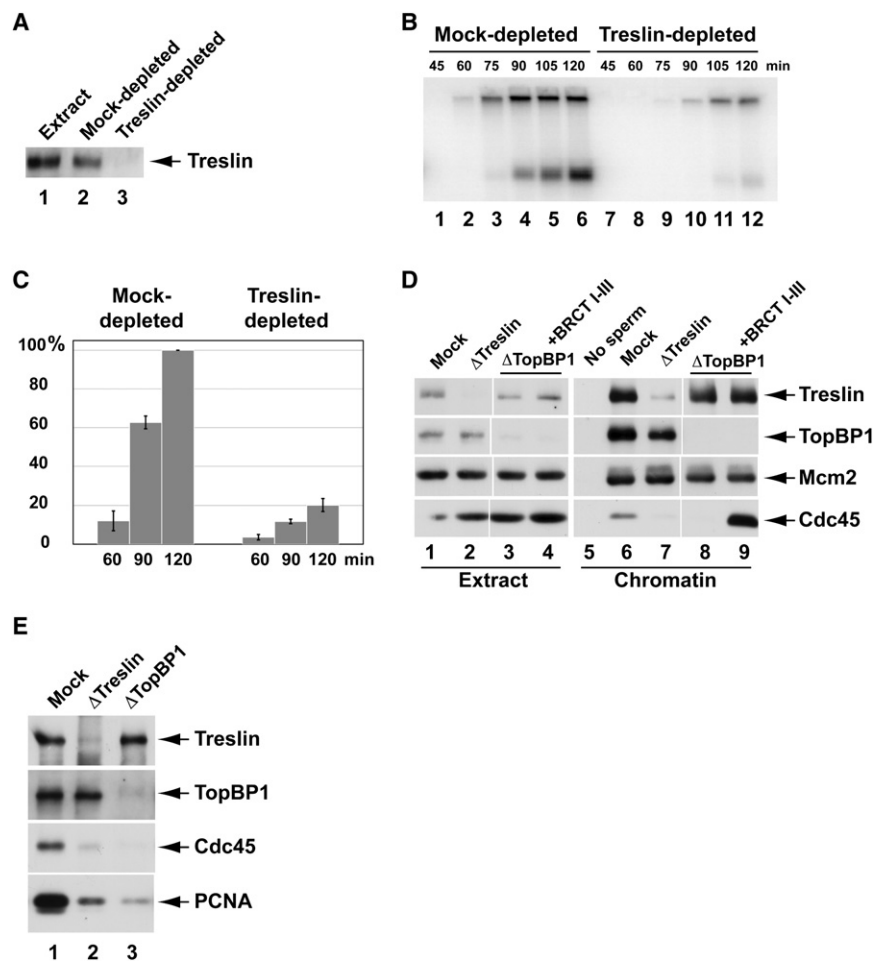 A
Extract
Mock-depleted
Treslin-depleted
Treslin
1 2 3
B
Mock-depleted Treslin-depleted
45 60 75 90 105 120 45 60 75 90 105 120 min
1 2 3 4 5 6 7 8 9 10 11 12
C
Mock-depleted
Treslin-depleted
100%
80
60
40
20
0
60 90 120 60 90 120 min
D
Mock
ΔTreslin
+BRCT I-III
ΔTopBP1
No sperm
Mock
ΔTreslin
+BRCT I-III
ΔTopBP1
Treslin
TopBP1
Mcm2
Cdc45
1 2 3 4 5 6 7 8 9
Extract Chromatin
E
Mock
ΔTreslin
ΔTopBP1
Treslin
TopBP1
Cdc45
PCNA
1 2 3